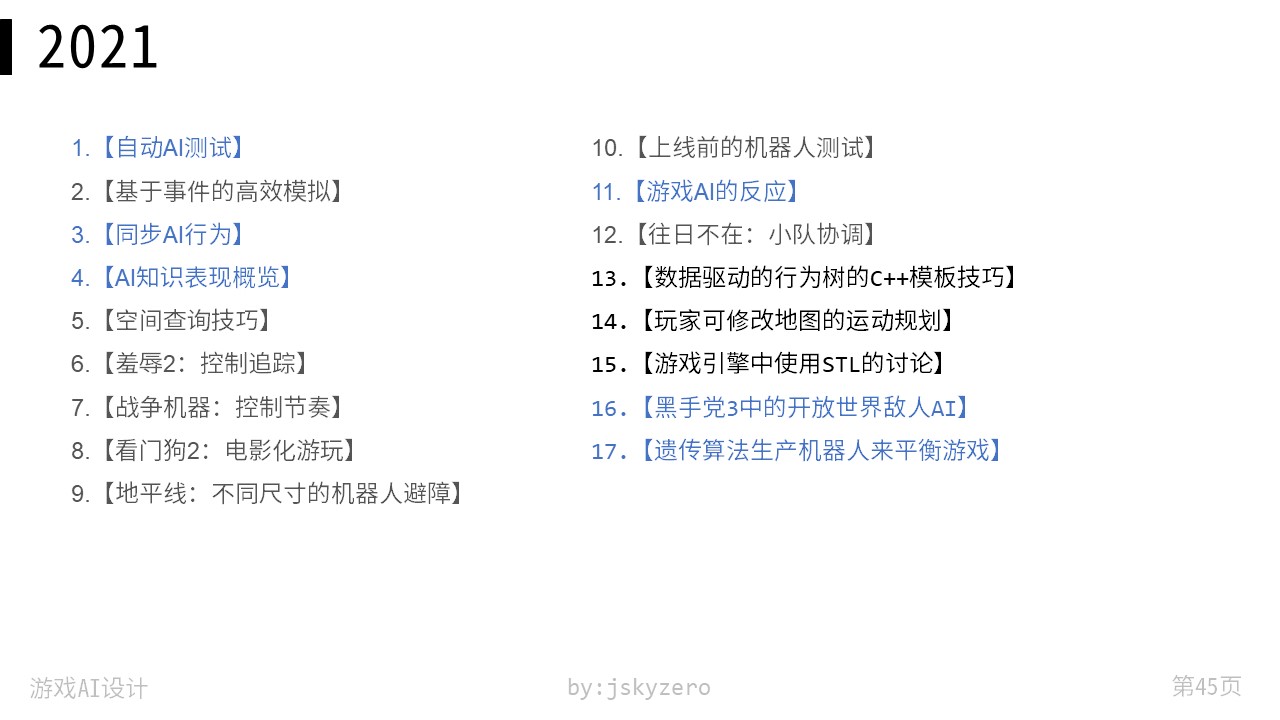 2021
1.【自动AI测试】
2.【基于事件的高效模拟】
3.【同步AI行为】
4.【AI知识表现概览】
5.【空间查询技巧】
6.【羞辱2：控制追踪】
7.【战争机器：控制节奏】
8.【看门狗2：电影化游玩】
9.【地平线：不同尺寸的机器人避障】
10.【上线前的机器人测试】
11.【游戏AI的反应】
12.【往日不在：小队协调】
13.【数据驱动的行为树的C++模板技巧】
14.【玩家可修改地图的运动规划】
15.【游戏引擎中使用STL的讨论】
16.【黑手党3中的开放世界敌人AI】
17.【遗传算法生产机器人来平衡游戏】
游戏AI设计
by:jskyzero
第45页